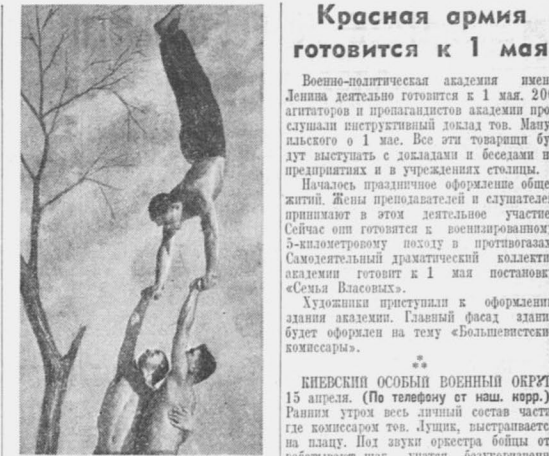 Красная армия
готовится к 1 мая
Военно-политическая академия имен
Ленина деятельно готовится к 1 мая. 200
агитаторов и пропагандистов академии про
слушали инструктивный доклад тов. Ману
ильского о 1 мае. Все эти товарищи бу
дут выступать с докладами и беседами н
предприятиях и в учреждениях столицы.
Началось праздничное оформление обще
житий. Жены преподавателей и слушателе
принимают в этом деятельное участие
Сейчас они готовятся к военизированному
5-километровому походу в противогазах
Самодеятельный драматический коллекти
академии готовит к 1 мая постановк
«Семья Власовых».
Художники приступили к оформлени
здания академии. Главный фасад здани
будет оформлен на тему «Большевистски
комиссары».
* * *
КИЕВСКИЙ ОСОБЫЙ ВОЕННЫЙ ОКРУГ
15 апреля. (По телефону от наш. корр.)
Ранним утром весь личный состав части
где комиссаром тов. Лущик, выстраиваетс
на плацу. Под звуки оркестра бойцы от